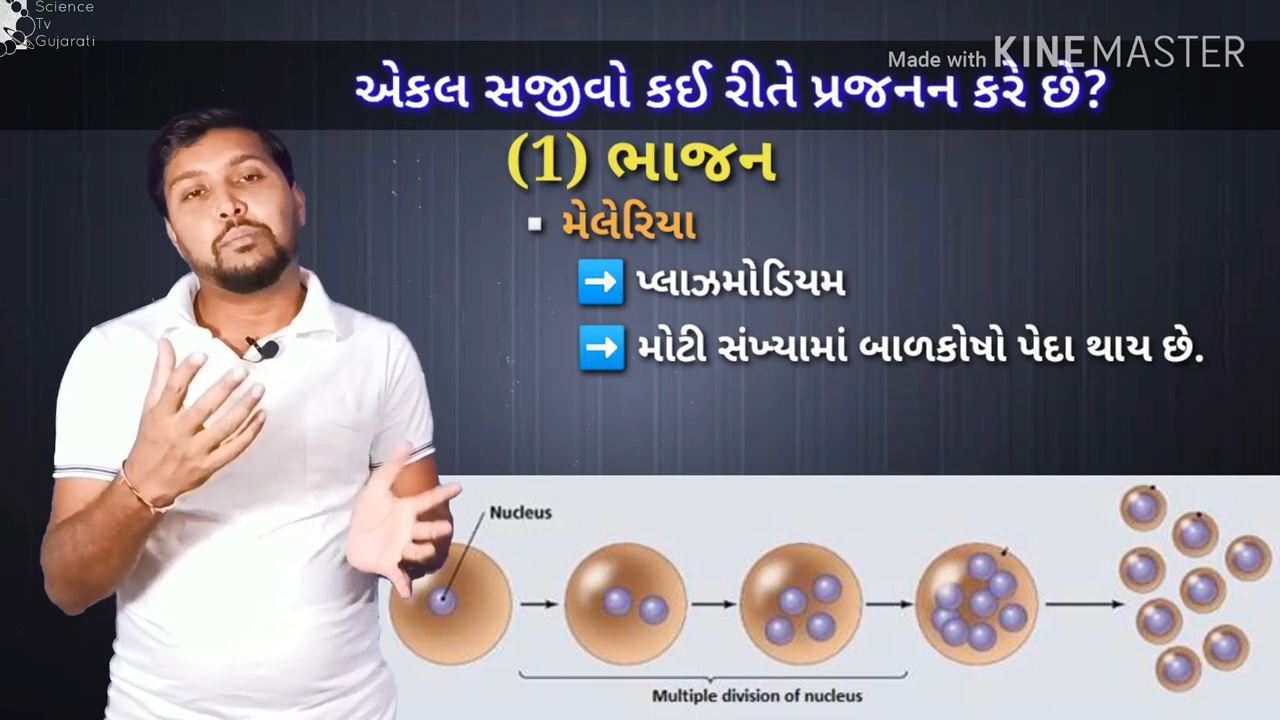 Science
Tv
Gujarati
Made with KINEMASTER
એકલ સજીવો કઈ રીતે પ્રજનન કરે છે?
(1) ભાજન
▪ મેલેરિયા
➡ પ્લાઝમોડિયમ
➡ મોટી સંખ્યામાં બાળકોષો પેદા થાય છે.
Nucleus
Multiple division of nucleus